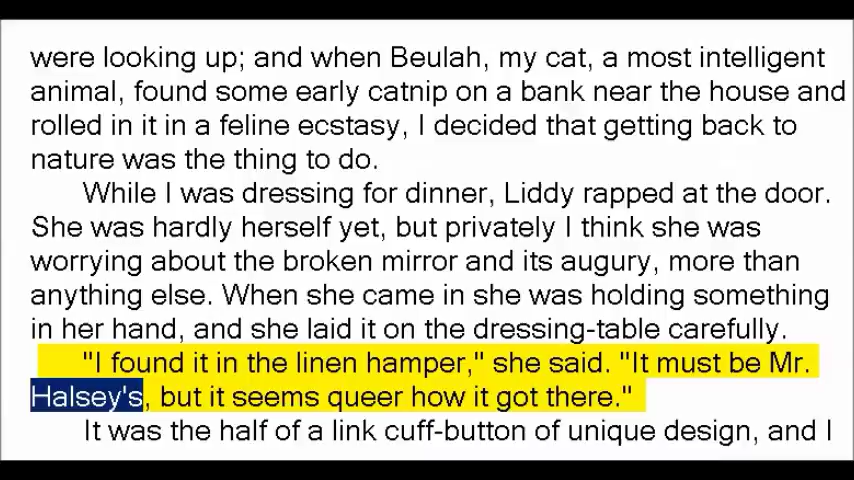 were looking up; and when Beulah, my cat, a most intelligent
animal, found some early catnip on a bank near the house and
rolled in it in a feline ecstasy, I decided that getting back to
nature was the thing to do.
While I was dressing for dinner, Liddy rapped at the door.
She was hardly herself yet, but privately I think she was
worrying about the broken mirror and its augury, more than
anything else. When she came in she was holding something
in her hand, and she laid it on the dressing-table carefully.
"I found it in the linen hamper," she said. "It must be Mr.
Halsey's, but it seems queer how it got there."
It was the half of a link cuff-button of unique design, and I